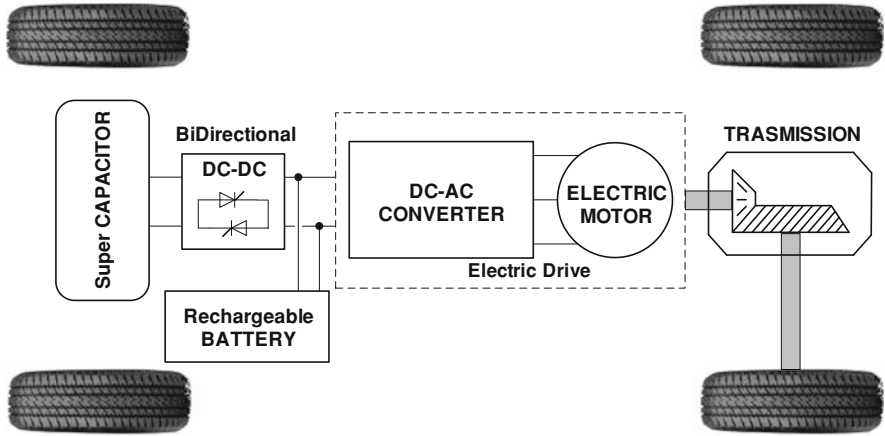 Super CAPACITOR
BiDirectional
DC-DC
Rechargeable
BATTERY
DC-AC
CONVERTER
ELECTRIC
MOTOR
Electric Drive
TRASMISSION